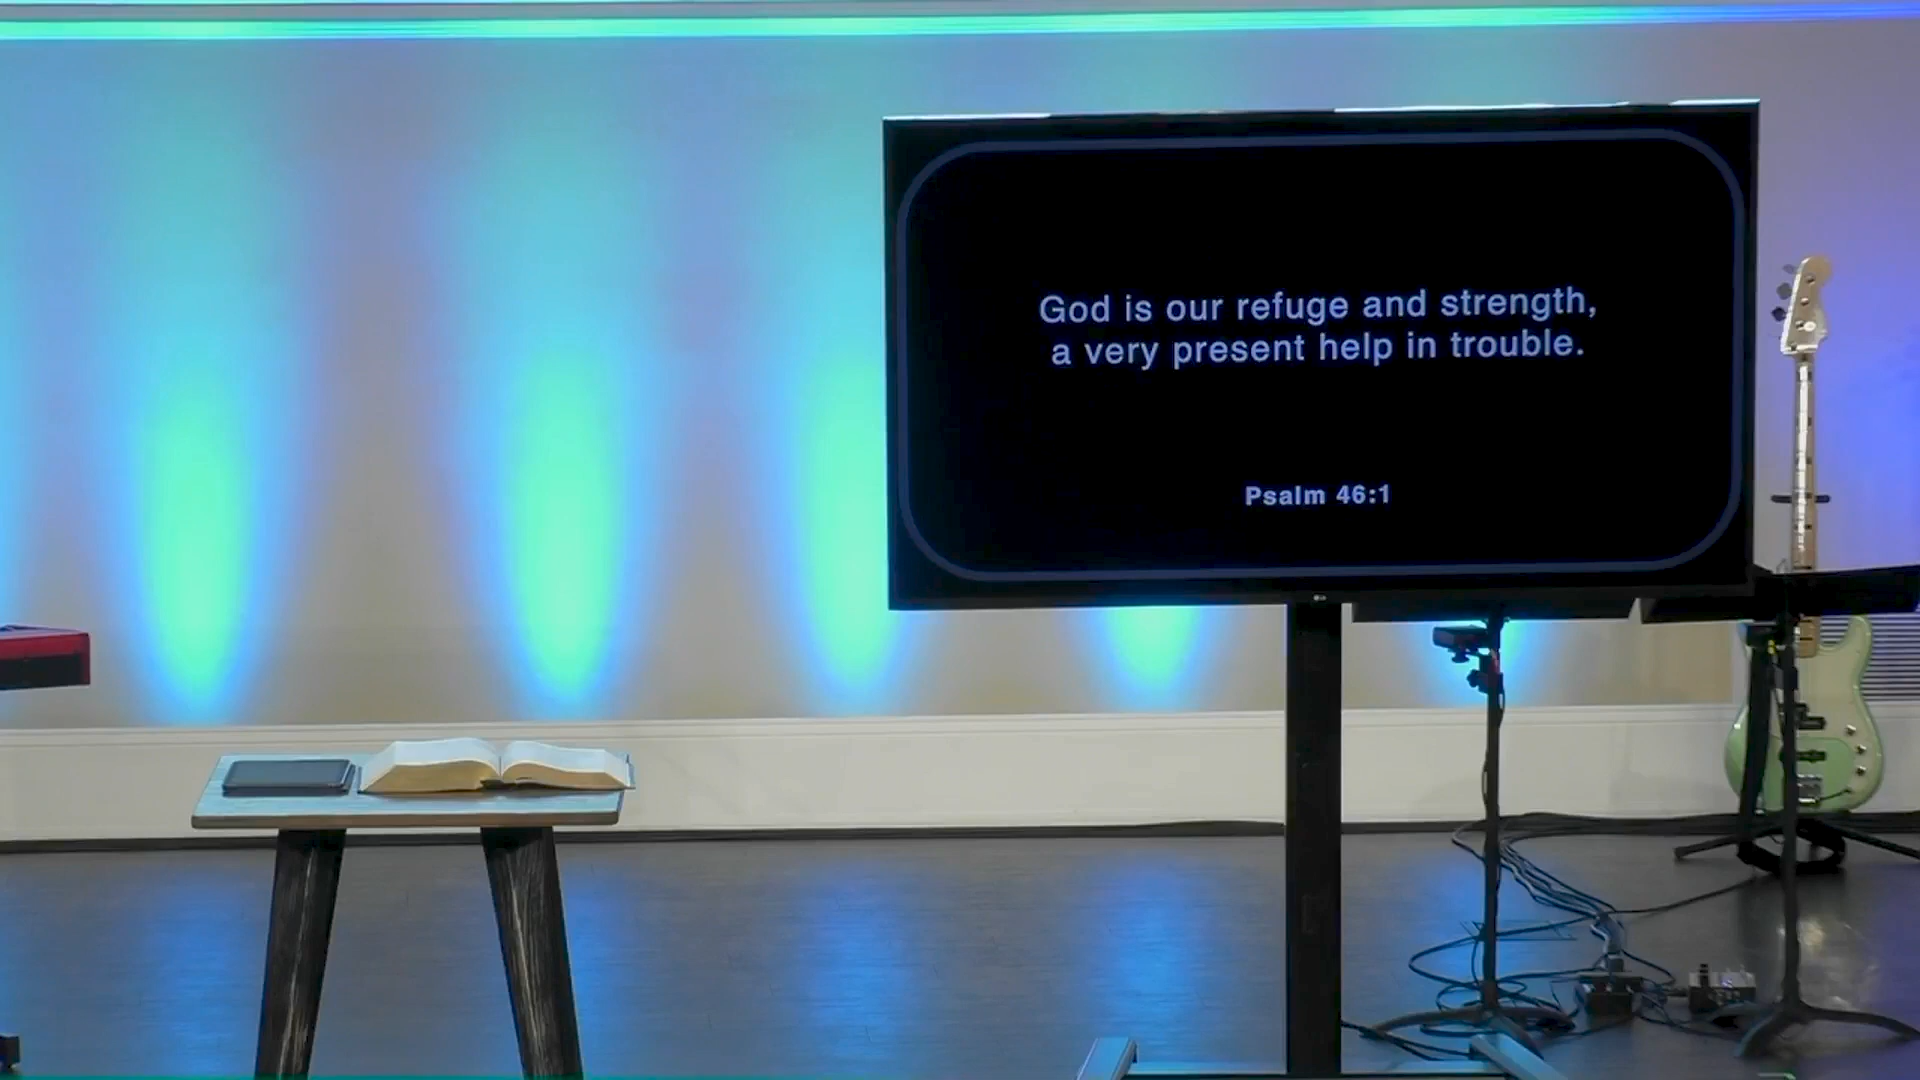 God is our refuge and strength,
a very present help in trouble.
Psalm 46:1